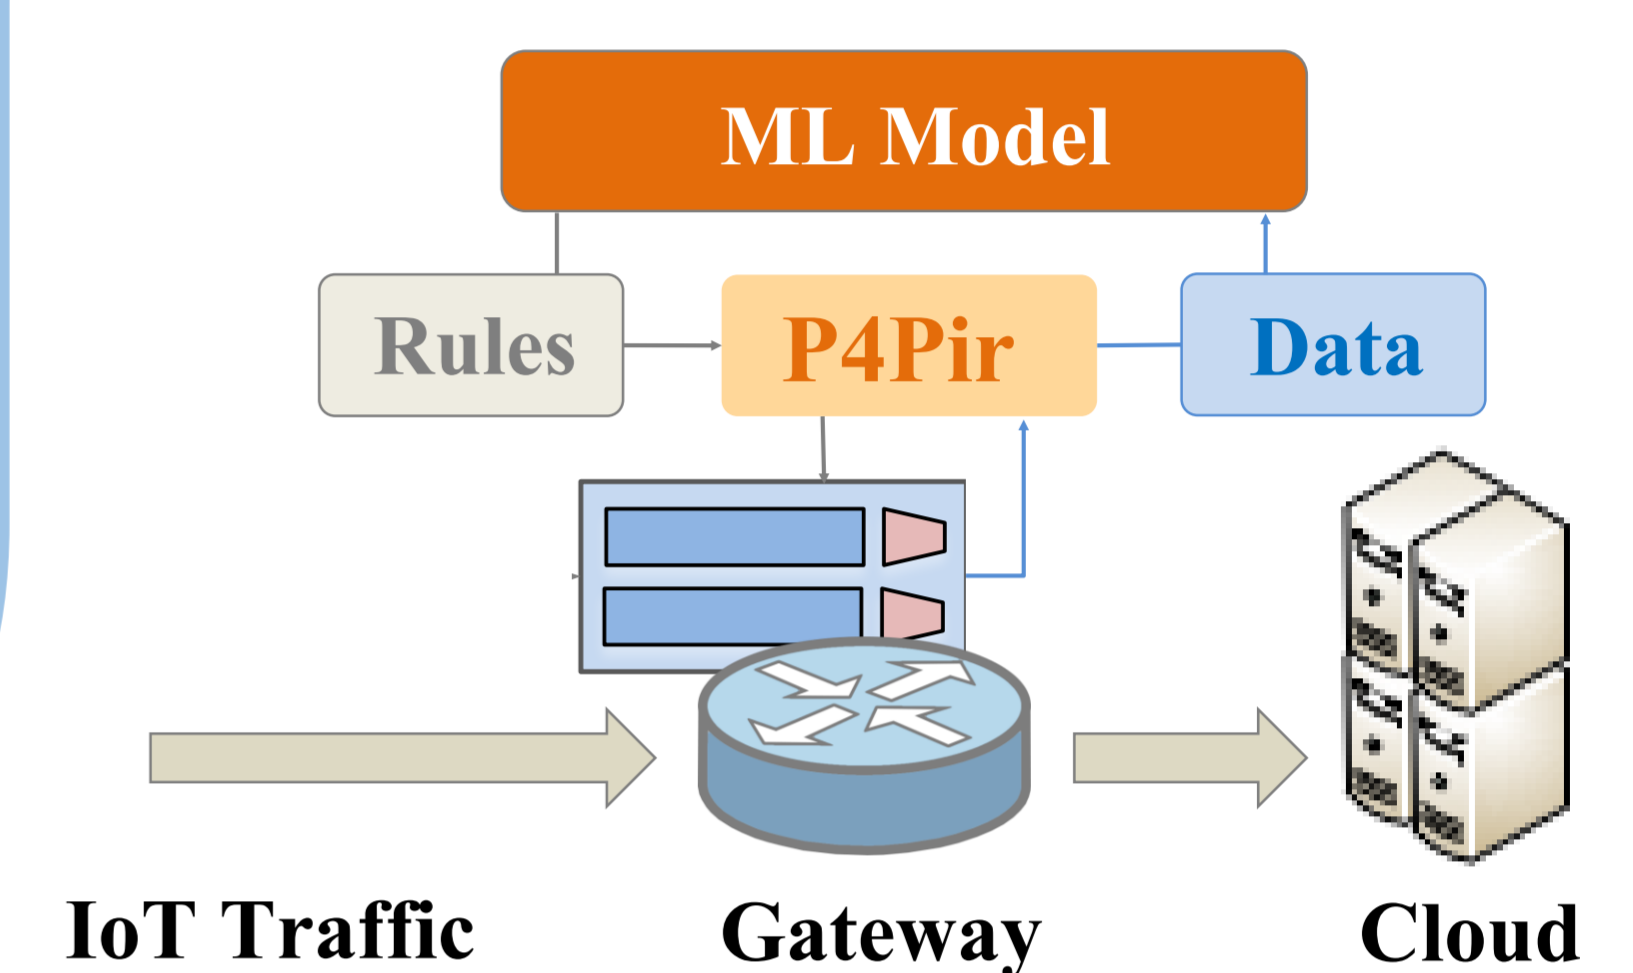 ML Model
Rules
P4Pir
Data
IoT Traffic
Gateway
Cloud